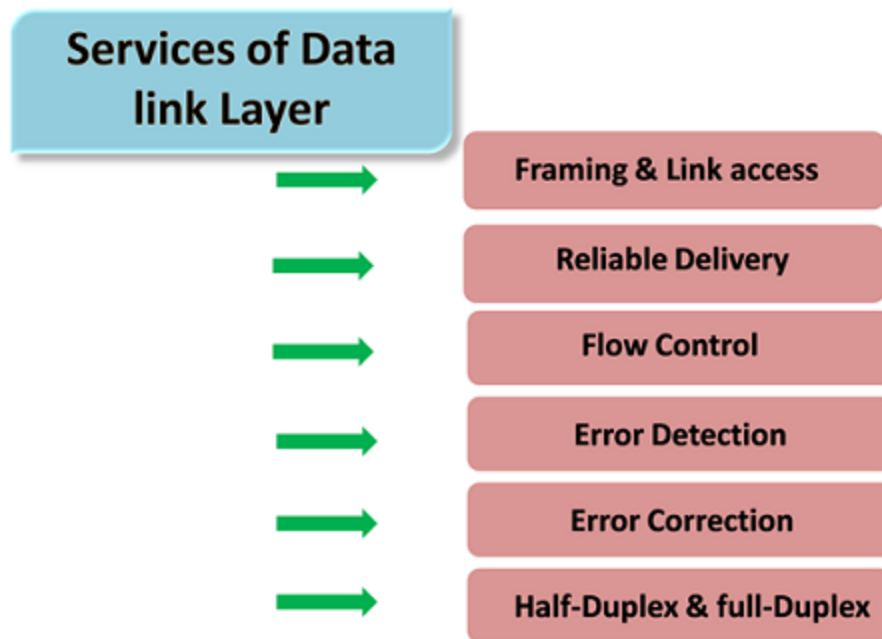 Services of Data
link Layer
Framing & Link access
Reliable Delivery
Flow Control
Error Detection
Error Correction
Half-Duplex & full-Duplex